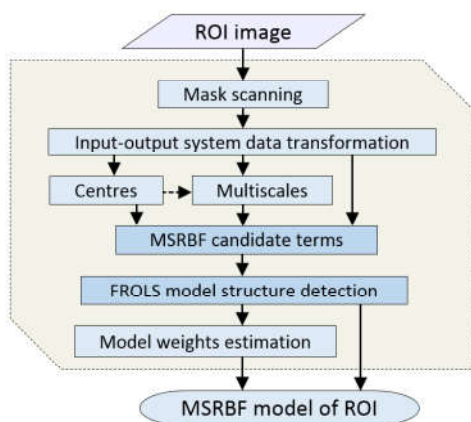 ROI image
Mask scanning
Input-output system data transformation
Centres
Multiscales
MSRBF candidate terms
FROLS model structure detection
Model weights estimation
MSRBF model of ROI